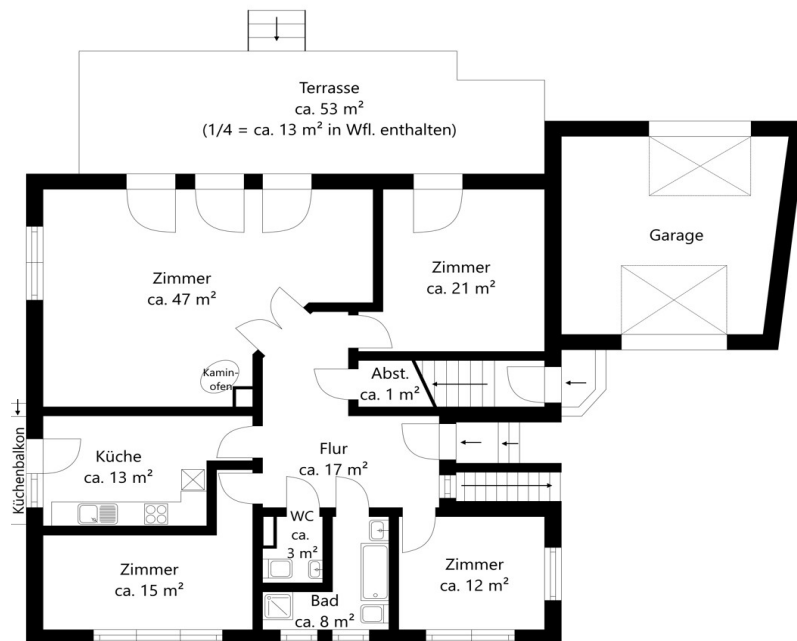 Terrasse
ca. 53 m²
(1/4 = ca. 13 m² in Wfl. enthalten)
Garage
Zimmer
ca. 47 m²
Zimmer
ca. 21 m²
Kamin-
ofen
Abst.
ca. 1 m²
Küchenbalkon
Küche
ca. 13 m²
Flur
ca. 17 m²
WC
ca.
3 m²
Zimmer
ca. 15 m²
Bad
ca. 8 m²
Zimmer
ca. 12 m²